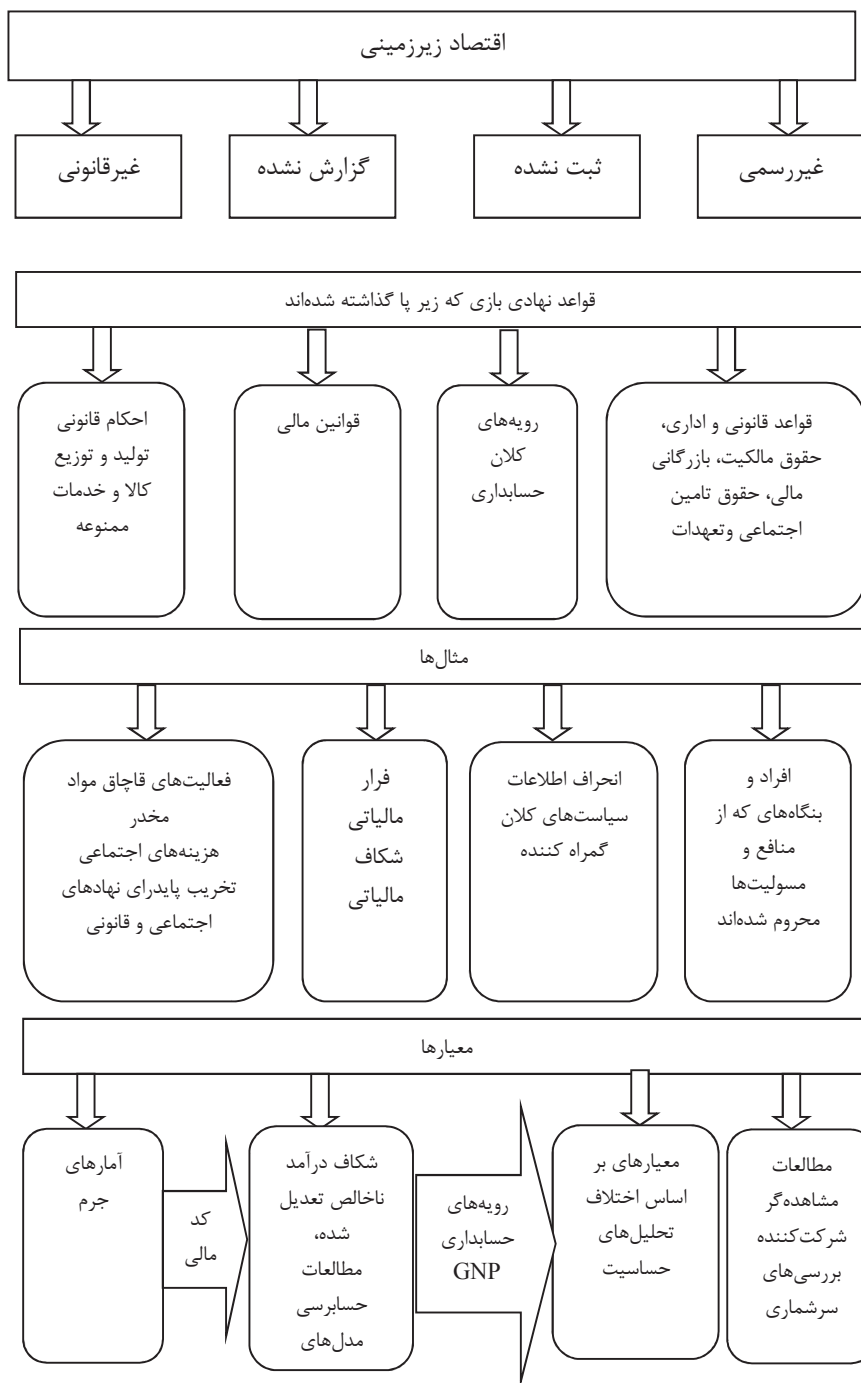 اقتصاد زیرزمینی
غیررسمی
ثبت نشده
گزارش نشده
غیرقانونی
قواعد نهادی بازی که زیر پا گذاشته شده‌اند
قواعد قانونی و اداری،
حقوق مالکیت، بازرگانی
مالی، حقوق تامین
اجتماعی وتعهدات
رویه‌های
کلان
حسابداری
قوانین مالی
احکام قانونی
تولید و توزیع
کالا و خدمات
ممنوعه
مثال‌ها
افراد و
بنگاه‌های که از
منافع و
مسولیت‌ها
محروم شده‌اند
انحراف اطلاعات
سیاست‌های کلان
گمراه کننده
فرار
مالیاتی
شکاف
مالیاتی
فعالیت‌های قاچاق مواد
مخدر
هزینه‌های اجتماعی
تخریب پایدرای نهادهای
اجتماعی و قانونی
معیارها
مطالعات
مشاهده‌گر
شرکت‌کننده
بررسی‌های
سرشماری
معیارهای بر
اساس اختلاف
تحلیل‌های
حساسیت
رویه‌های
حسابداری
GNP
شکاف درآمد
ناخالص تعدیل
شده،
مطالعات
حسابرسی
مدل‌های
کد
مالی
آمارهای
جرم